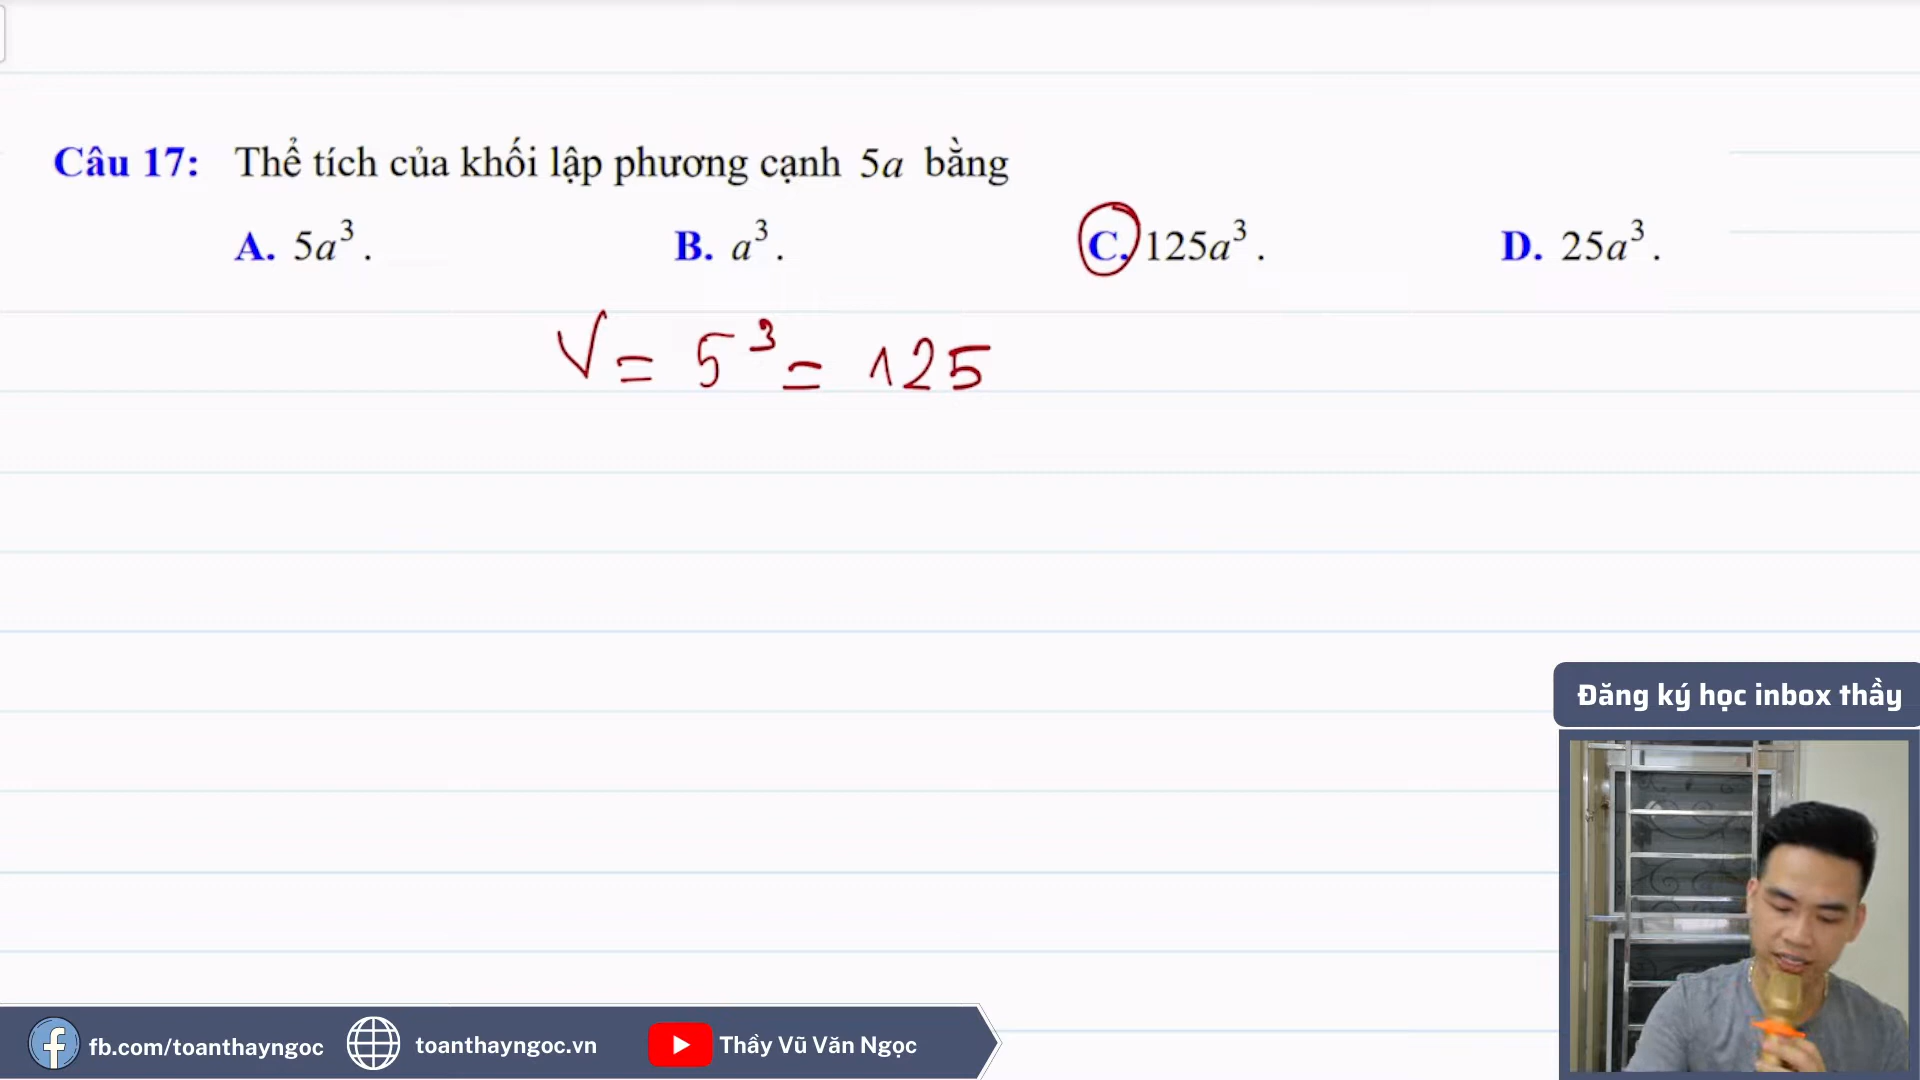 Câu 17: Thể tích của khối lập phương cạnh 5a bằng
A. 5a³. B. a³. C. 125a³. D. 25a³.
V = 5³ = 125
Đăng ký học inbox thầy
fb.com/toanthayngoc toanthayngoc.vn Thầy Vũ Văn Ngọc